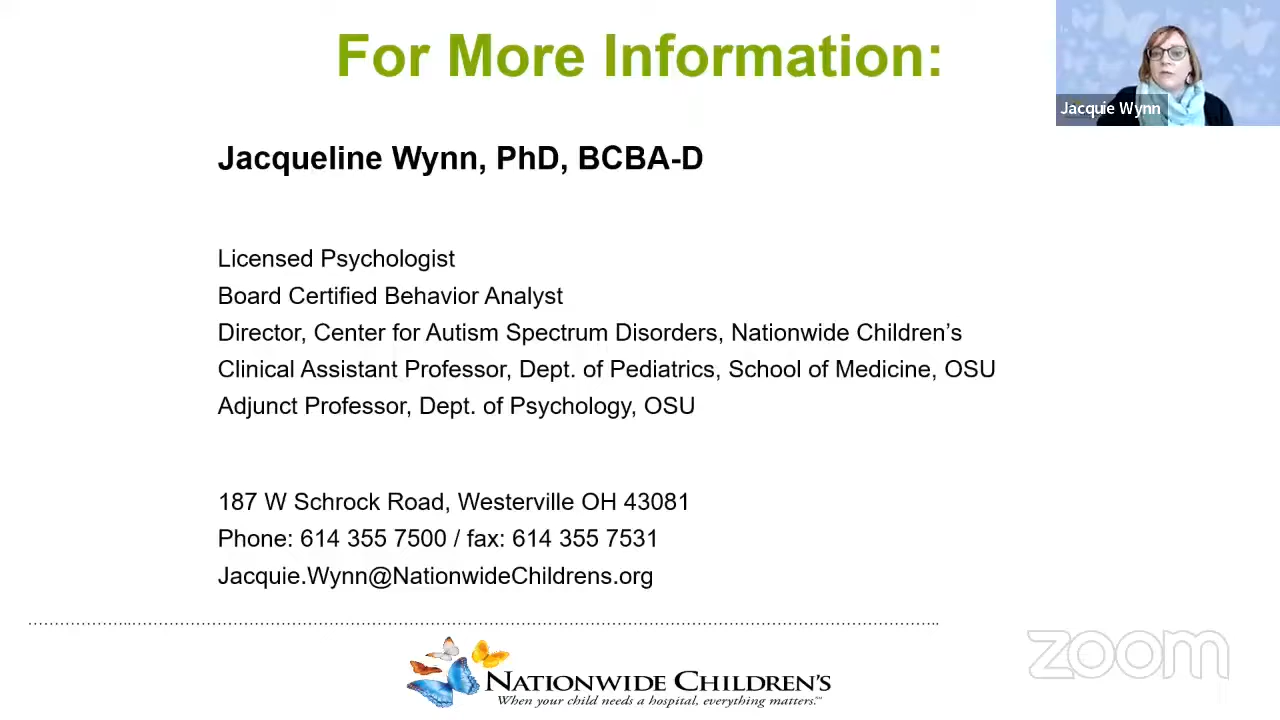 For More Information:
Jacquie Wynn
Jacqueline Wynn, PhD, BCBA-D
Licensed Psychologist
Board Certified Behavior Analyst
Director, Center for Autism Spectrum Disorders, Nationwide Children’s
Clinical Assistant Professor, Dept. of Pediatrics, School of Medicine, OSU
Adjunct Professor, Dept. of Psychology, OSU
187 W Schrock Road, Westerville OH 43081
Phone: 614 355 7500 / fax: 614 355 7531
Jacquie.Wynn@NationwideChildrens.org
zoom
NATIONWIDE CHILDREN'S
When your child needs a hospital, everything matters.℠